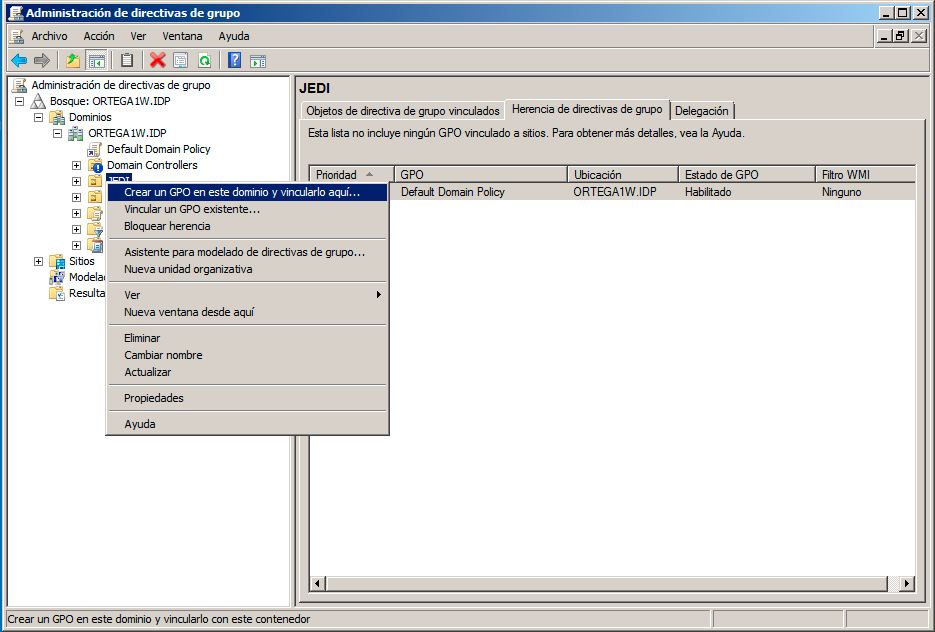 Administración de directivas de grupo
Archivo Acción Ver Ventana Ayuda
Administración de directivas de grupo
Bosque: ORTEGA1W.IDP
Dominios
ORTEGA1W.IDP
Default Domain Policy
Domain Controllers
JEDI
Sitios
Modelad
Resulta
Crear un GPO en este dominio y vincularlo aquí...
Vincular un GPO existente...
Bloquear herencia
Asistente para modelado de directivas de grupo...
Nueva unidad organizativa
Ver
Nueva ventana desde aquí
Eliminar
Cambiar nombre
Actualizar
Propiedades
Ayuda
JEDI
Objetos de directiva de grupo vinculados Herencia de directivas de grupo Delegación
Esta lista no incluye ningún GPO vinculado a sitios. Para obtener más detalles, vea la Ayuda.
Prioridad GPO Ubicación Estado de GPO Filtro WMI
Default Domain Policy ORTEGA1W.IDP Habilitado Ninguno
Crear un GPO en este dominio y vincularlo con este contenedor